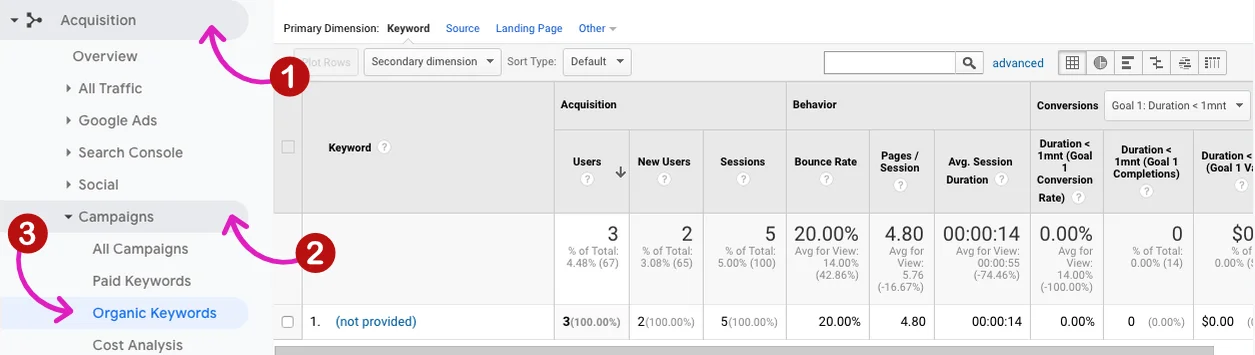 Acquisition
Overview
All Traffic
Google Ads
Search Console
Social
Campaigns
All Campaigns
Paid Keywords
Organic Keywords
Cost Analysis
1
2
3
Primary Dimension: Keyword Source Landing Page Other
Plot Rows Secondary dimension Sort Type: Default advanced
Acquisition Behavior Conversions Goal 1: Duration < 1mnt
Keyword ?
Users ?
New Users ?
Sessions ?
Bounce Rate ?
Pages /
Session
?
Avg. Session
Duration ?
Duration <
1mnt (Goal
1
Conversion
Rate) ?
Duration <
1mnt (Goal 1
Completions)
?
Duration <
(Goal 1 Va
?
3
% of Total:
4.48% (67)
2
% of Total:
3.08% (65)
5
% of Total:
5.00% (100)
20.00%
Avg for View:
14.00%
(42.86%)
4.80
Avg for
View:
5.76
(-16.67%)
00:00:14
Avg for View:
00:00:55
(-74.46%)
0.00%
Avg for
View:
14.00%
(-100.00%)
0
% of Total:
0.00% (14)
$0
% of Total:
0.00% (
1. (not provided) 3(100.00%) 2(100.00%) 5(100.00%) 20.00% 4.80 00:00:14 0.00% 0 (0.00%) $0.00 (